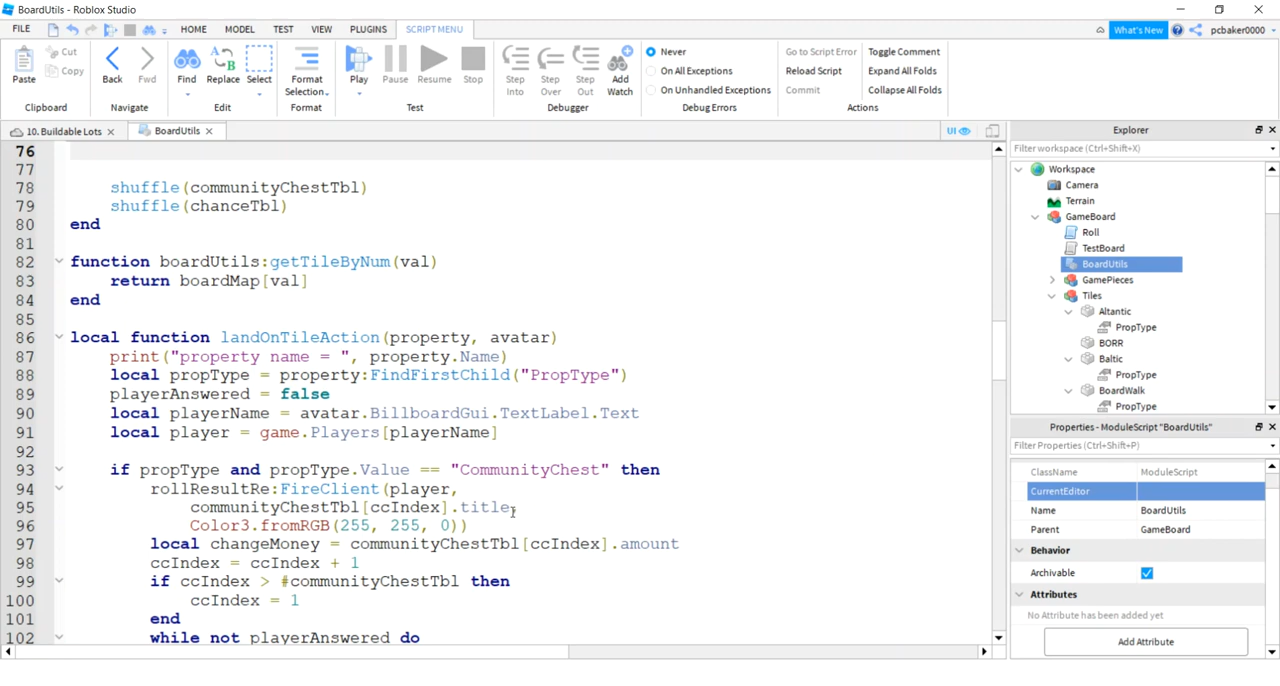 BoardUtils - Roblox Studio
FILE HOME MODEL TEST VIEW PLUGINS SCRIPT MENU What's New pcbaker0000
Paste Cut Copy Back Fwd Find Replace Select Format Selection Play Pause Resume Stop Step Into Step Over Step Out Add Watch
Never
On All Exceptions
On Unhandled Exceptions
Go to Script Error
Reload Script
Commit
Toggle Comment
Expand All Folds
Collapse All Folds
Clipboard Navigate Edit Format Test Debugger Debug Errors Actions
10. Buildable Lots BoardUtils UI
76
77
78 shuffle(communityChestTbl)
79 shuffle(chanceTbl)
80 end
81
82 function boardUtils:getTileByNum(val)
83 return boardMap[val]
84 end
85
86 local function landOnTileAction(property, avatar)
87 print("property name = ", property.Name)
88 local propType = property:FindFirstChild("PropType")
89 playerAnswered = false
90 local playerName = avatar.BillboardGui.TextLabel.Text
91 local player = game.Players[playerName]
92
93 if propType and propType.Value == "CommunityChest" then
94 rollResultRe:FireClient(player,
95 communityChestTbl[ccIndex].title,
96 Color3.fromRGB(255, 255, 0))
97 local changeMoney = communityChestTbl[ccIndex].amount
98 ccIndex = ccIndex + 1
99 if ccIndex > #communityChestTbl then
100 ccIndex = 1
101 end
102 while not playerAnswered do
Explorer
Filter workspace (Ctrl+Shift+X)
Workspace
Camera
Terrain
GameBoard
Roll
TestBoard
BoardUtils
GamePieces
Tiles
Altantic
PropType
BORR
Baltic
PropType
BoardWalk
PropType
Properties - ModuleScript "BoardUtils"
Filter Properties (Ctrl+Shift+P)
ClassName ModuleScript
CurrentEditor
Name BoardUtils
Parent GameBoard
Behavior
Archivable
Attributes
No Attribute has been added yet
Add Attribute